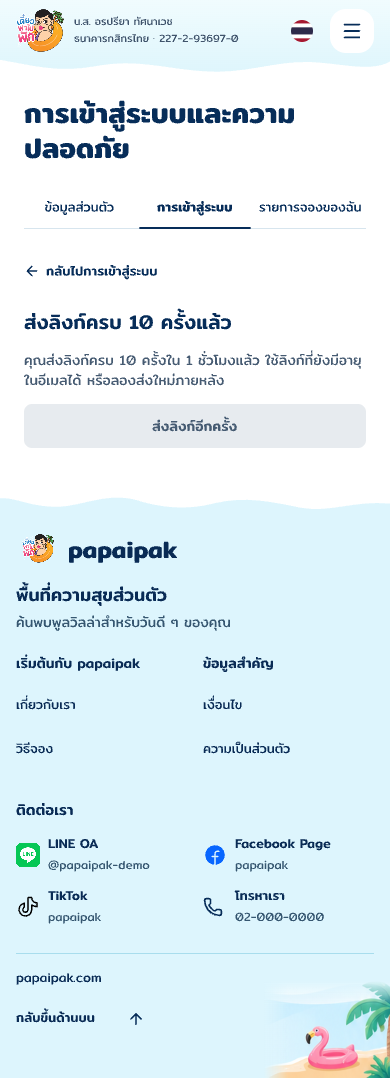 น.ส. อรปรียา ทัศนาเวช
ธนาคารกสิกรไทย · 227-2-93697-0
การเข้าสู่ระบบและความ
ปลอดภัย
ข้อมูลส่วนตัว
การเข้าสู่ระบบ
รายการจองของฉัน
กลับไปการเข้าสู่ระบบ
ส่งลิงก์ครบ 10 ครั้งแล้ว
คุณส่งลิงก์ครบ 10 ครั้งใน 1 ชั่วโมงแล้ว ใช้ลิงก์ที่ยังมีอายุ
ในอีเมลได้ หรือลองส่งใหม่ภายหลัง
ส่งลิงก์อีกครั้ง
papaipak
พื้นที่ความสุขส่วนตัว
ค้นพบพูลวิลล่าสำหรับวันดี ๆ ของคุณ
เริ่มต้นกับ papaipak
ข้อมูลสำคัญ
เกี่ยวกับเรา
เงื่อนไข
วิธีจอง
ความเป็นส่วนตัว
ติดต่อเรา
LINE OA
@papaipak-demo
Facebook Page
papaipak
TikTok
papaipak
โทรหาเรา
02-000-0000
papaipak.com
กลับขึ้นด้านบน